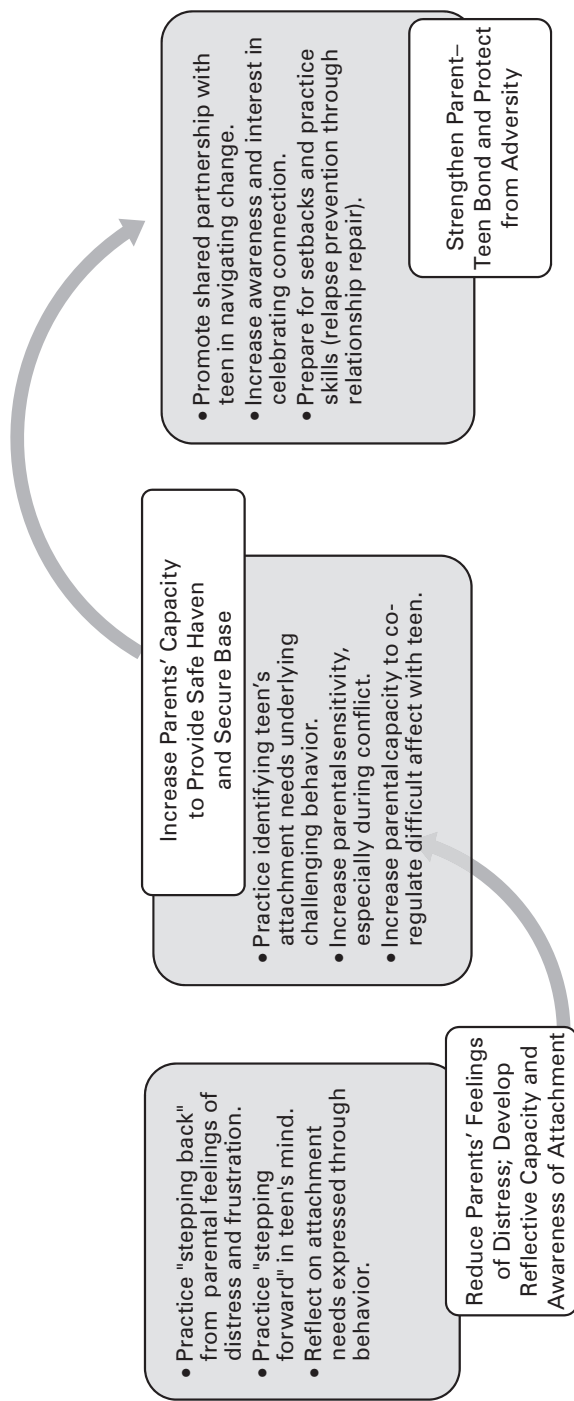 • Practice "stepping back"
from parental feelings of
distress and frustration.
• Practice "stepping
forward" in teen's mind.
• Reflect on attachment
needs expressed through
behavior.
Reduce Parents' Feelings
of Distress; Develop
Reflective Capacity and
Awareness of Attachment
Increase Parents' Capacity
to Provide Safe Haven
and Secure Base
• Practice identifying teen's
attachment needs underlying
challenging behavior.
• Increase parental sensitivity,
especially during conflict.
• Increase parental capacity to co-
regulate difficult affect with teen.
• Promote shared partnership with
teen in navigating change.
• Increase awareness and interest in
celebrating connection.
• Prepare for setbacks and practice
skills (relapse prevention through
relationship repair).
Strengthen Parent–
Teen Bond and Protect
from Adversity